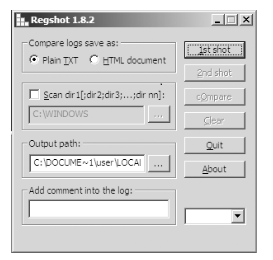 Regshot 1.8.2
Compare logs save as:
Plain TXT
HTML document
1st shot
2nd shot
Scan dir1[;dir2;dir3;...;dir nn]:
cOmpare
C:\WINDOWS
...
Clear
Output path:
Quit
C:\DOCUME~1\user\LOCAl
...
About
Add comment into the log: